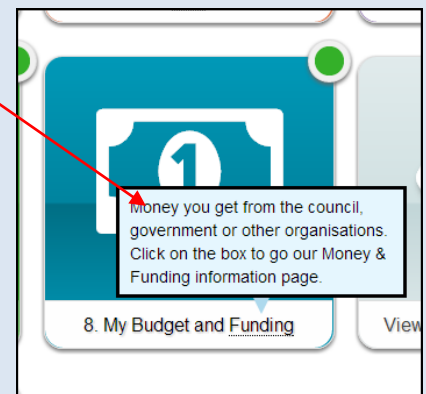 1
Money you get from the council,
government or other organisations.
Click on the box to go our Money &
Funding information page.
8. My Budget and Funding
View